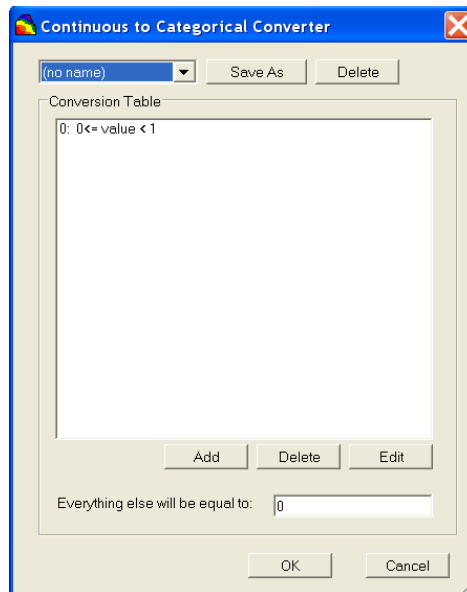 Continuous to Categorical Converter
(no name) Save As Delete
Conversion Table
0: 0<= value < 1
Add Delete Edit
Everything else will be equal to: 0
OK Cancel